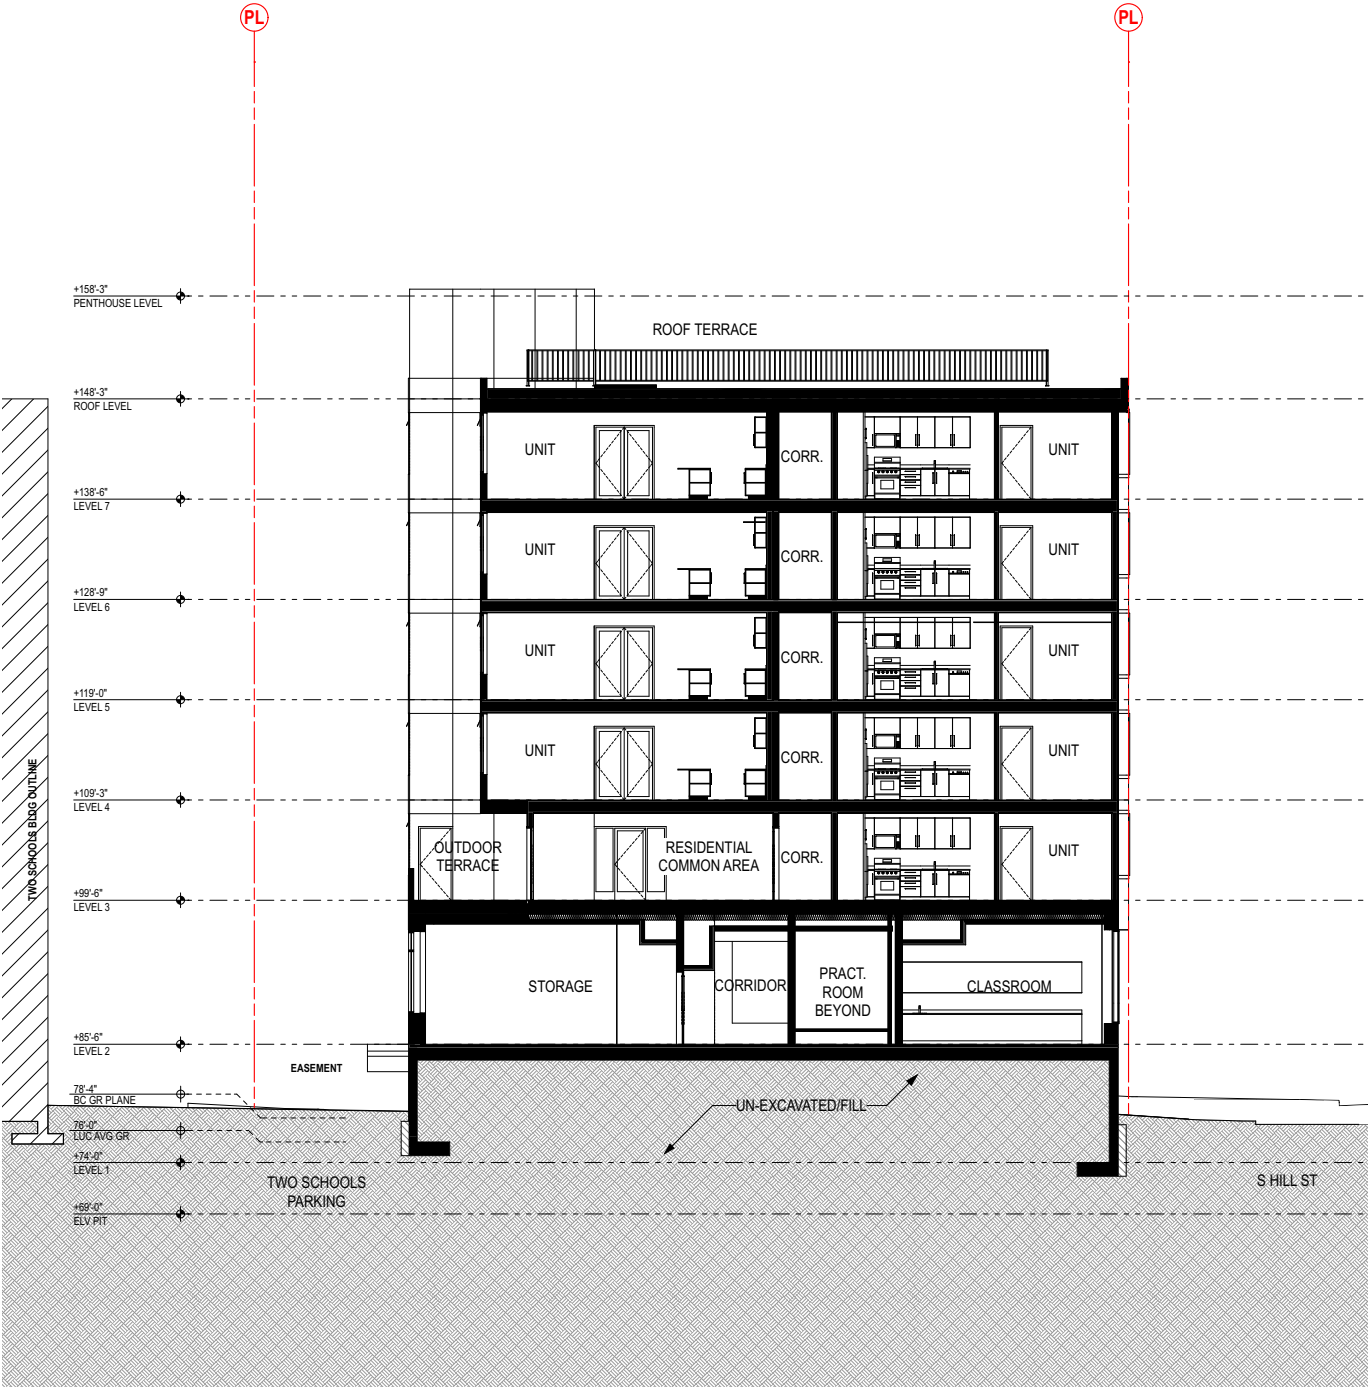 PL
PL
+158'-3"
PENTHOUSE LEVEL
ROOF TERRACE
+148'-3"
ROOF LEVEL
UNIT
CORR.
UNIT
+138'-6"
LEVEL 7
UNIT
CORR.
UNIT
+128'-9"
LEVEL 6
UNIT
CORR.
UNIT
+119'-0"
LEVEL 5
UNIT
CORR.
UNIT
TWO SCHOOLS BLDG OUTLINE
+109'-3"
LEVEL 4
OUTDOOR
TERRACE
RESIDENTIAL
COMMON AREA
CORR.
UNIT
+99'-6"
LEVEL 3
STORAGE
CORRIDOR
PRACT.
ROOM
BEYOND
CLASSROOM
+85'-6"
LEVEL 2
EASEMENT
78'-4"
BC GR PLANE
UN-EXCAVATED/FILL
76'-0"
LUC AVG GR
+74'-0"
LEVEL 1
TWO SCHOOLS
PARKING
S HILL ST
+69'-0"
ELV PIT